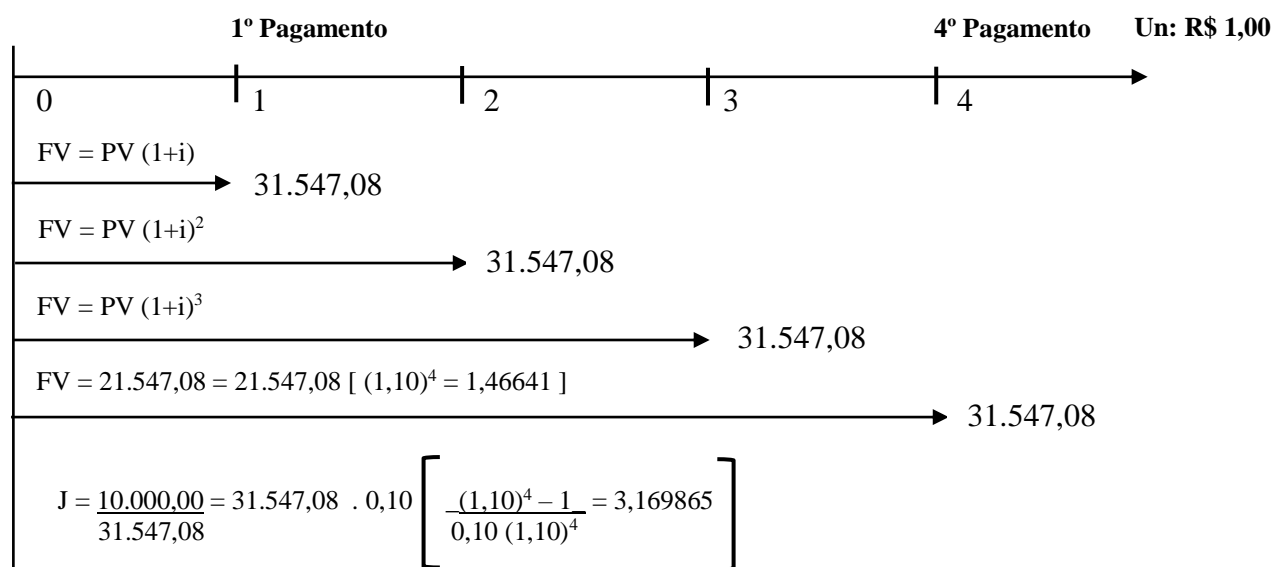 1º Pagamento 4º Pagamento Un: R$ 1,00
0 1 2 3 4
FV = PV (1+i)
31.547,08
FV = PV (1+i)²
31.547,08
FV = PV (1+i)³
31.547,08
FV = 21.547,08 = 21.547,08 [ (1,10)⁴ = 1,46641 ]
31.547,08
J = 10.000,00 = 31.547,08 . 0,10 [ _(1,10)⁴ – 1_ = 3,169865 ]
31.547,08 0,10 (1,10)⁴